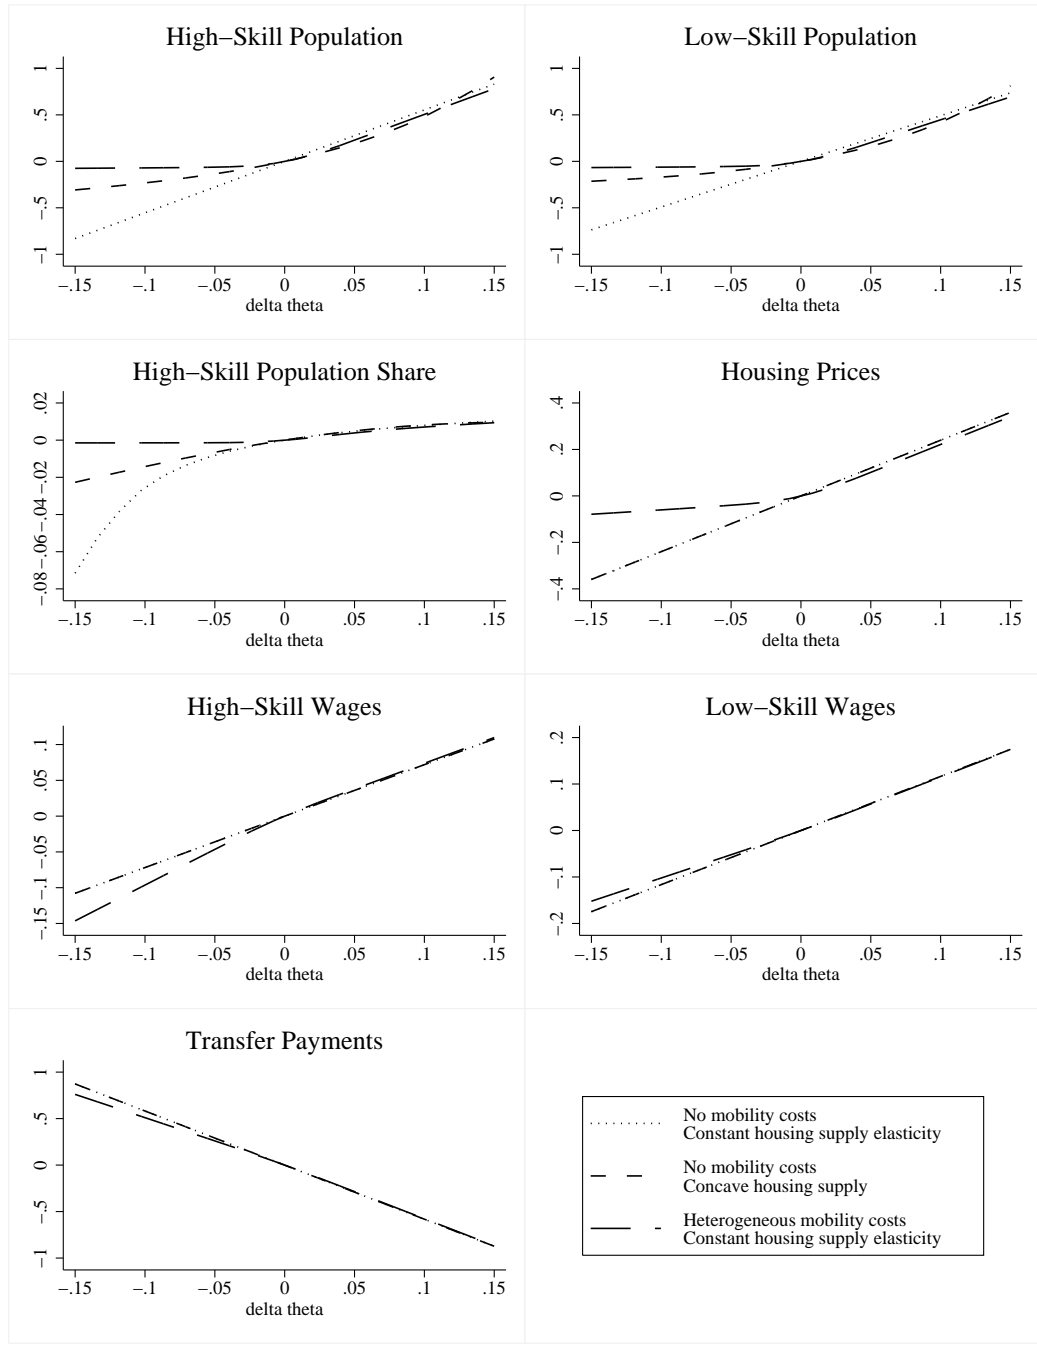 High−Skill Population
1
.5
0
−.5
−1
−.15 −.1 −.05 0 .05 .1 .15
delta theta
Low−Skill Population
1
.5
0
−.5
−1
−.15 −.1 −.05 0 .05 .1 .15
delta theta
High−Skill Population Share
.02
0
−.02
−.04
−.06
−.08
−.15 −.1 −.05 0 .05 .1 .15
delta theta
Housing Prices
.4
.2
0
−.2
−.4
−.15 −.1 −.05 0 .05 .1 .15
delta theta
High−Skill Wages
.1
.05
0
−.05
−.1
−.15
−.15 −.1 −.05 0 .05 .1 .15
delta theta
Low−Skill Wages
.2
.1
0
−.1
−.2
−.15 −.1 −.05 0 .05 .1 .15
delta theta
Transfer Payments
1
.5
0
−.5
−1
−.15 −.1 −.05 0 .05 .1 .15
delta theta
No mobility costs
Constant housing supply elasticity
No mobility costs
Concave housing supply
Heterogeneous mobility costs
Constant housing supply elasticity